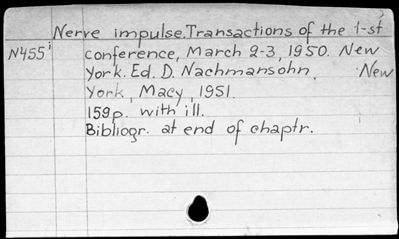 Nerve impulse. Transactions of the 1-st
N455i conference, March 2-3, 1950. New
York. Ed. D. Nachmansohn. New
York, Macy, 1951.
159p. with ill.
Bibliogr. at end of chaptr.